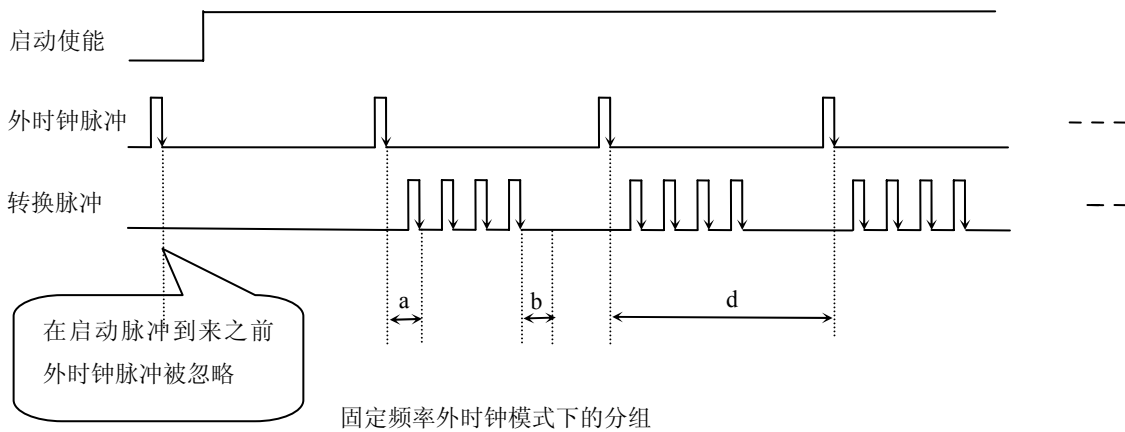 启动使能
外时钟脉冲
转换脉冲
a
b
d
在启动脉冲到来之前
外时钟脉冲被忽略
固定频率外时钟模式下的分组